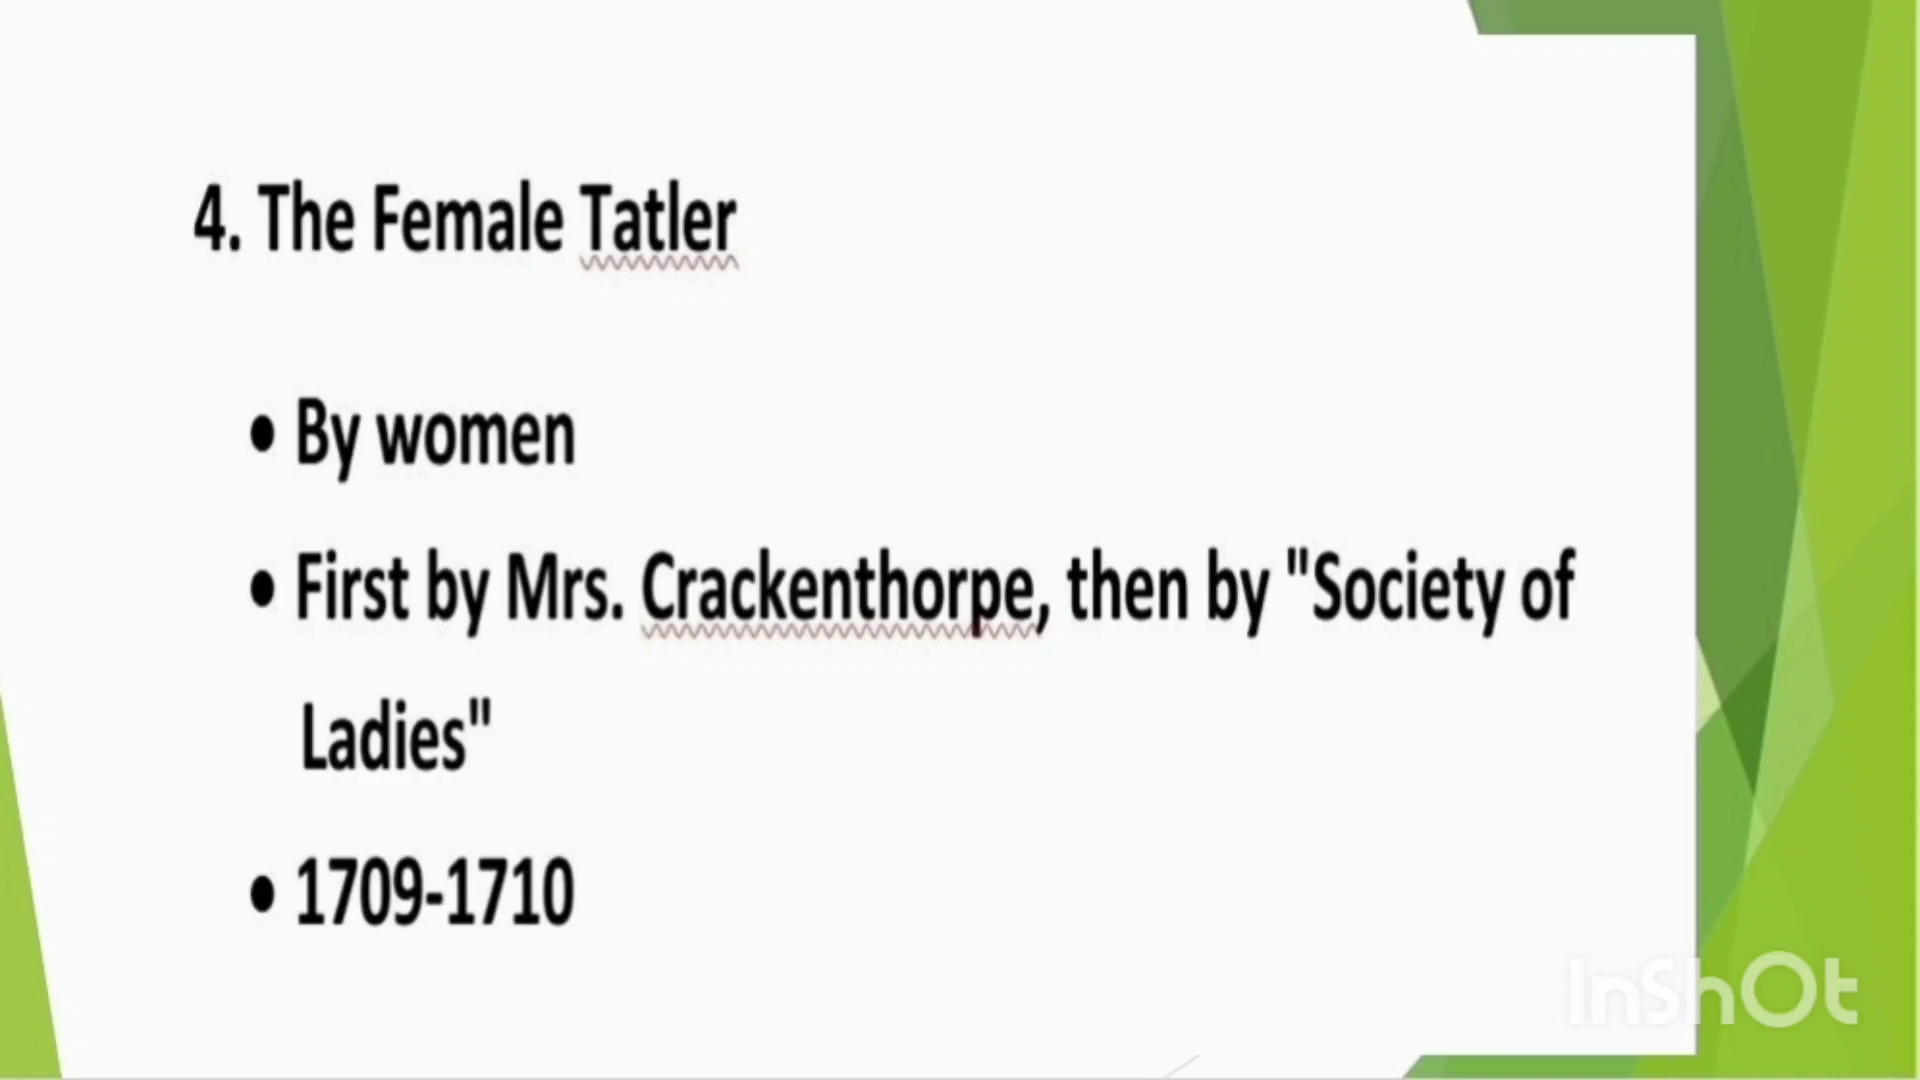 4. The Female Tatler
• By women
• First by Mrs. Crackenthorpe, then by "Society of
Ladies"
• 1709-1710
InShOt